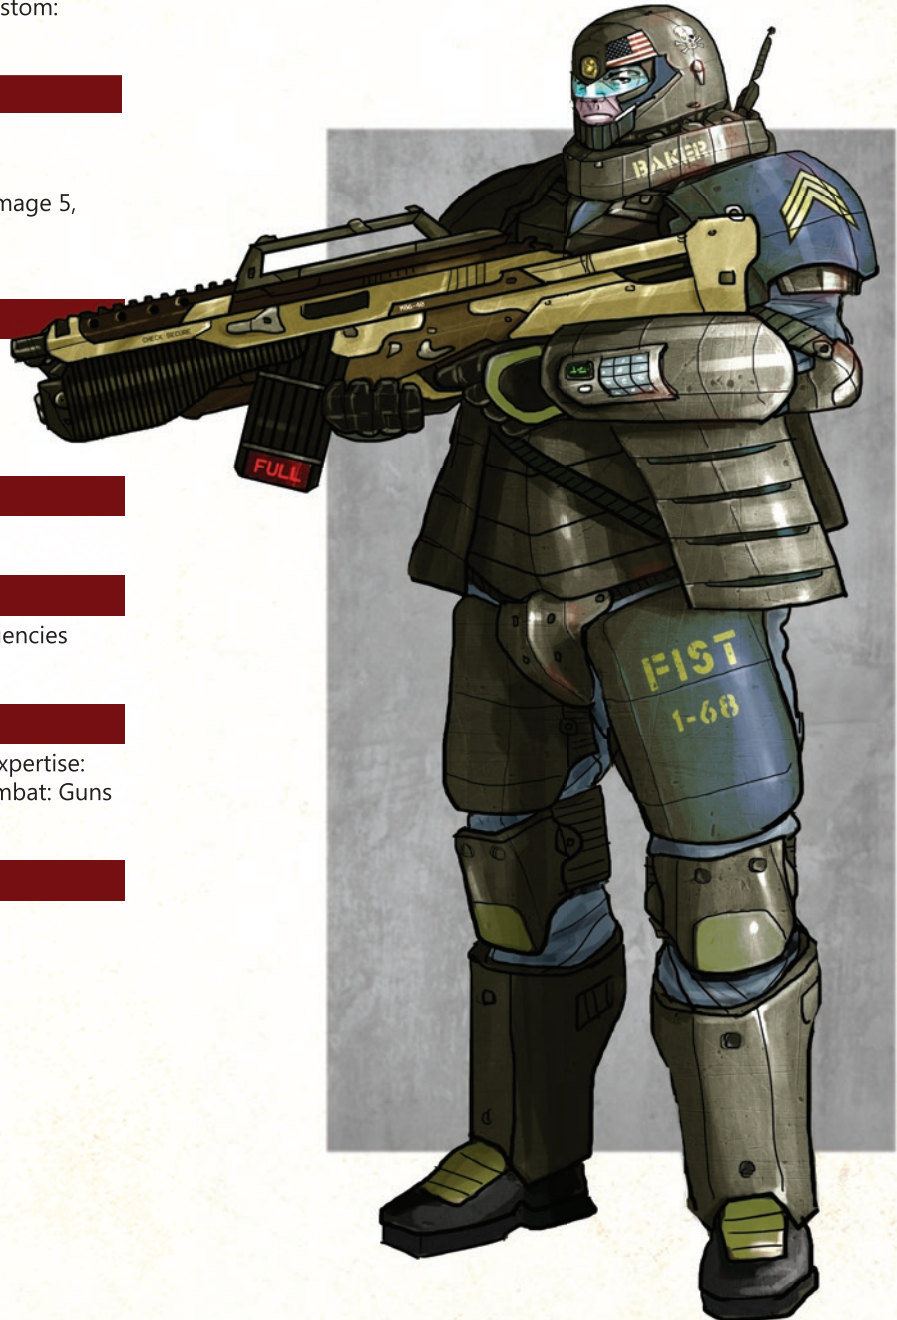 stom:
mage 5,
encies
xpertise:
mbat: Guns
BAKER
CHECK SECURE
FULL
FIST
1-68